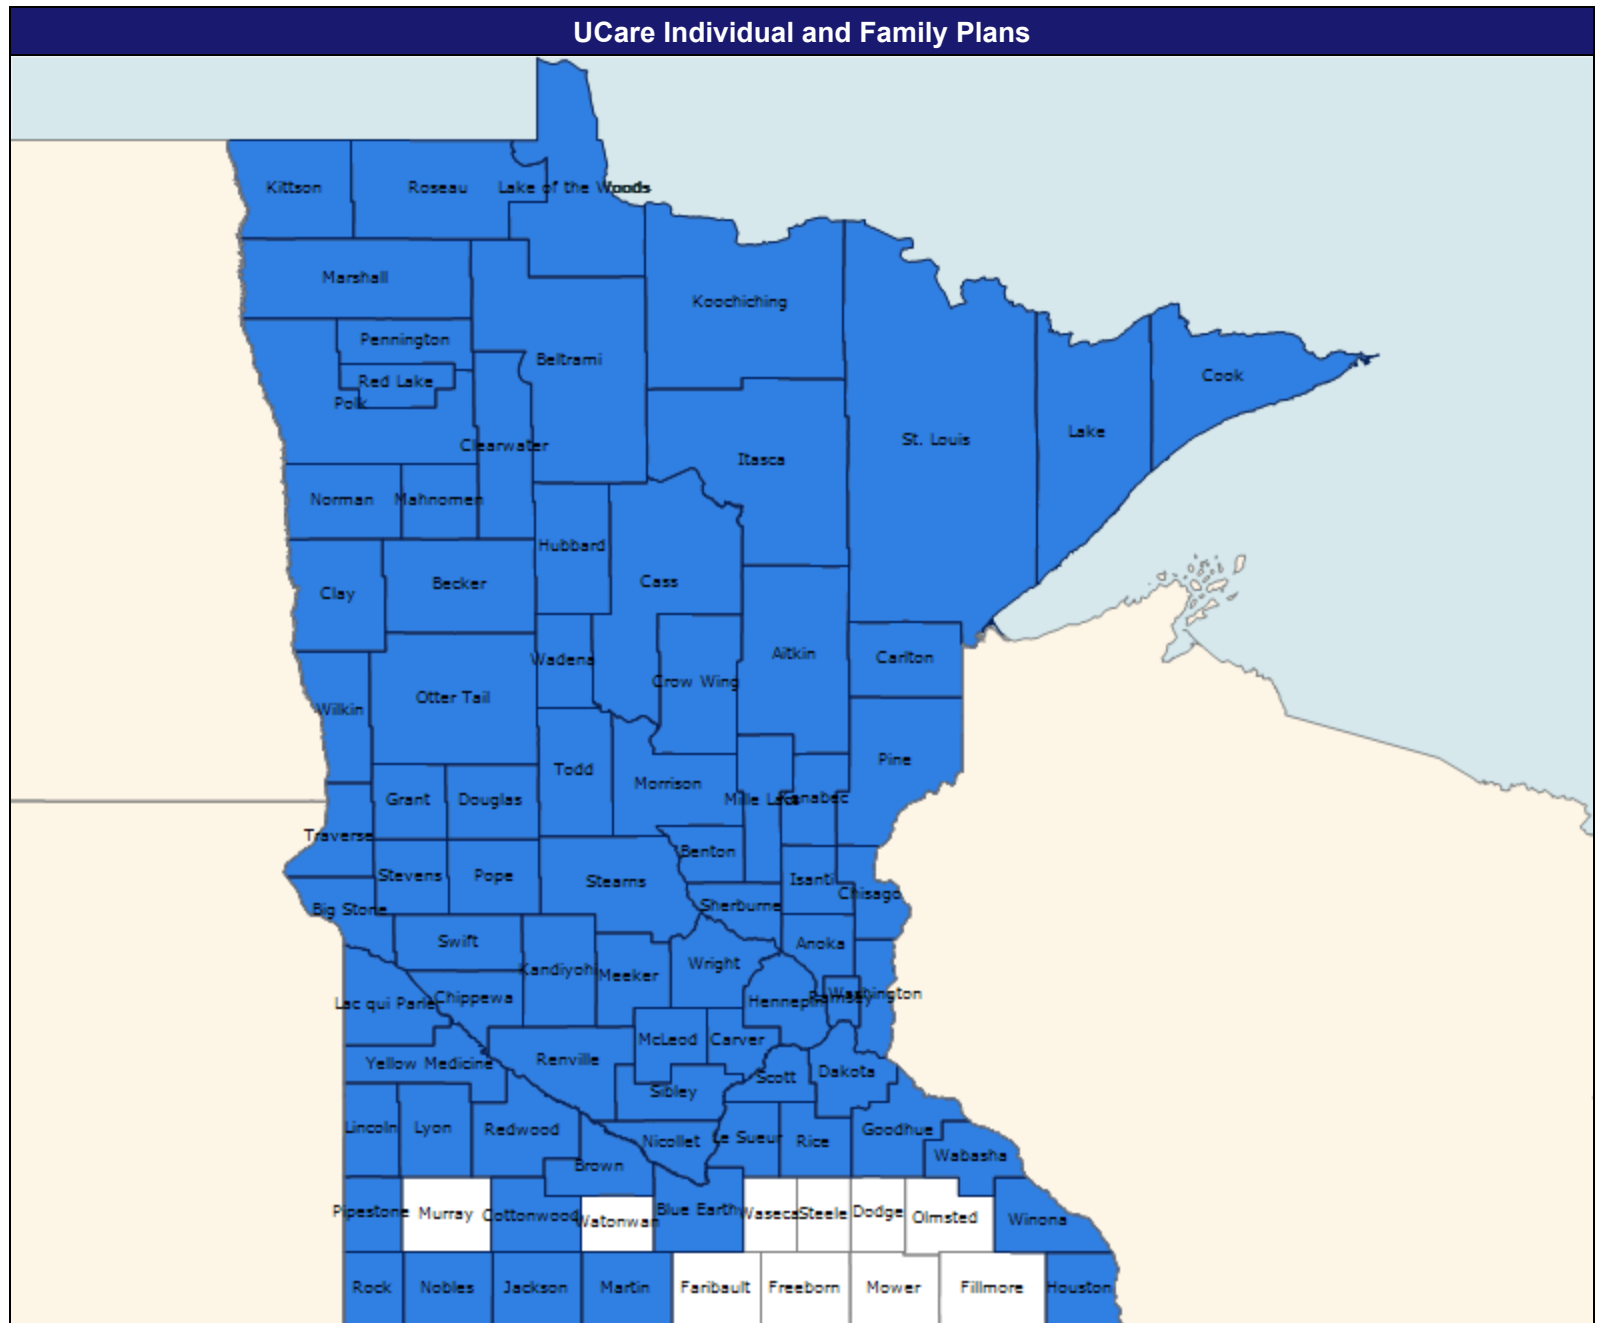 UCare Individual and Family Plans
Kittson
Roseau
Lake of the Woods
Marshall
Koochiching
Pennington
Beltrami
Red Lake
Cook
Polk
Lake
St. Louis
Clearwater
Itasca
Norman
Mahnomen
Hubbard
Cass
Becker
Clay
Aitkin
Carlton
Wadena
Crow Wing
Otter Tail
Wilkin
Pine
Todd
Morrison
Grant
Douglas
Mille Lacs
Kanabec
Traverse
Benton
Stevens
Pope
Stearns
Isanti
Chisago
Big Stone
Sherburne
Swift
Anoka
Wright
Kandiyohi
Meeker
Lac qui Parle
Chippewa
Hennepin
Ramsey
Washington
McLeod
Carver
Renville
Yellow Medicine
Dakota
Scott
Sibley
Lincoln
Lyon
Redwood
Goodhue
Nicollet
Le Sueur
Rice
Wabasha
Brown
Pipestone
Murray
Cottonwood
Watonwan
Blue Earth
Waseca
Steele
Dodge
Olmsted
Winona
Rock
Nobles
Jackson
Martin
Faribault
Freeborn
Mower
Fillmore
Houston